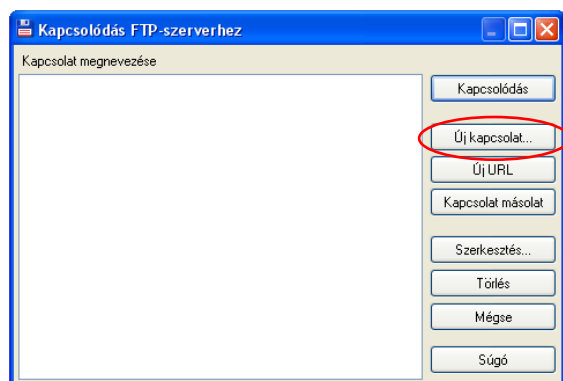 Kapcsolódás FTP-szerverhez
Kapcsolat megnevezése
Kapcsolódás
Új kapcsolat...
Új URL
Kapcsolat másolat
Szerkesztés...
Törlés
Mégse
Súgó